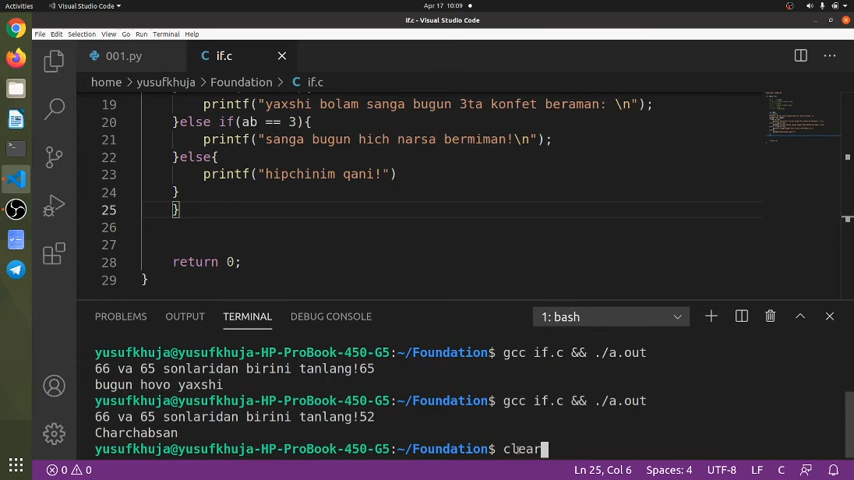 Activities
Visual Studio Code
Apr 17 10:09
if.c - Visual Studio Code
File Edit Selection View Go Run Terminal Help
001.py
if.c
home > yusufkhuja > Foundation > if.c
19 printf("yaxshi bolam sanga bugun 3ta konfet beraman: \n");
20 }else if(ab == 3){
21 printf("sanga bugun hich narsa bermiman!\n");
22 }else{
23 printf("hipchinim qani!")
24 }
25 }
26
27
28 return 0;
29 }
PROBLEMS OUTPUT TERMINAL DEBUG CONSOLE
1: bash
yusufkhuja@yusufkhuja-HP-ProBook-450-G5:~/Foundation$ gcc if.c && ./a.out
66 va 65 sonlaridan birini tanlang!65
bugun hovo yaxshi
yusufkhuja@yusufkhuja-HP-ProBook-450-G5:~/Foundation$ gcc if.c && ./a.out
66 va 65 sonlaridan birini tanlang!52
Charchabsan
yusufkhuja@yusufkhuja-HP-ProBook-450-G5:~/Foundation$ clear
0 0
Ln 25, Col 6 Spaces: 4 UTF-8 LF C